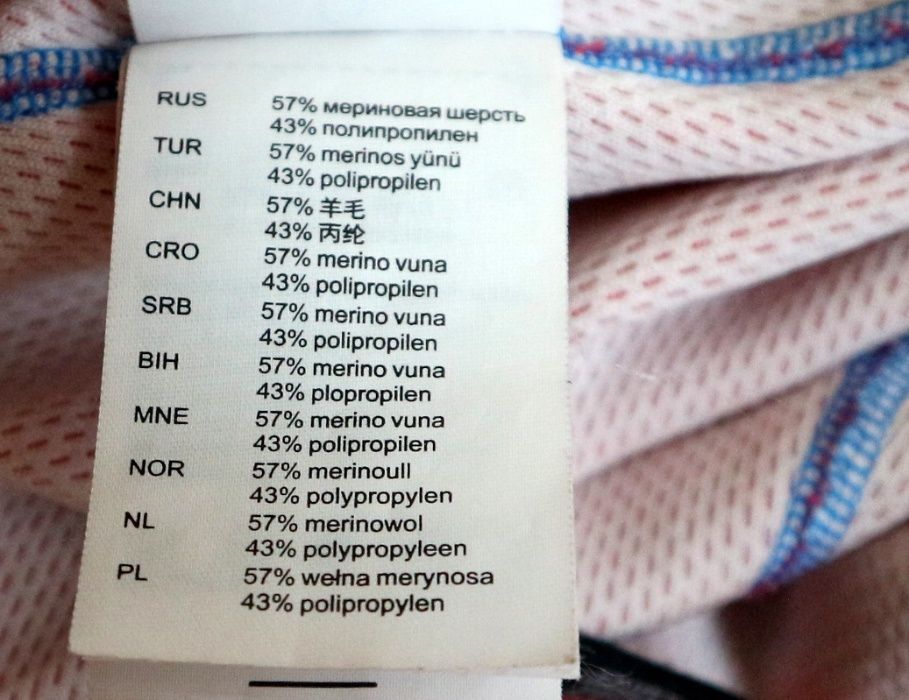 RUS 57% мериновая шерсть
43% полипропилен
TUR 57% merinos yünü
43% polipropilen
CHN 57% 羊毛
43% 丙纶
CRO 57% merino vuna
43% polipropilen
SRB 57% merino vuna
43% polipropilen
BIH 57% merino vuna
43% plopropilen
MNE 57% merino vuna
43% polipropilen
NOR 57% merinoull
43% polypropylen
NL 57% merinowol
43% polypropyleen
PL 57% wełna merynosa
43% polipropylen